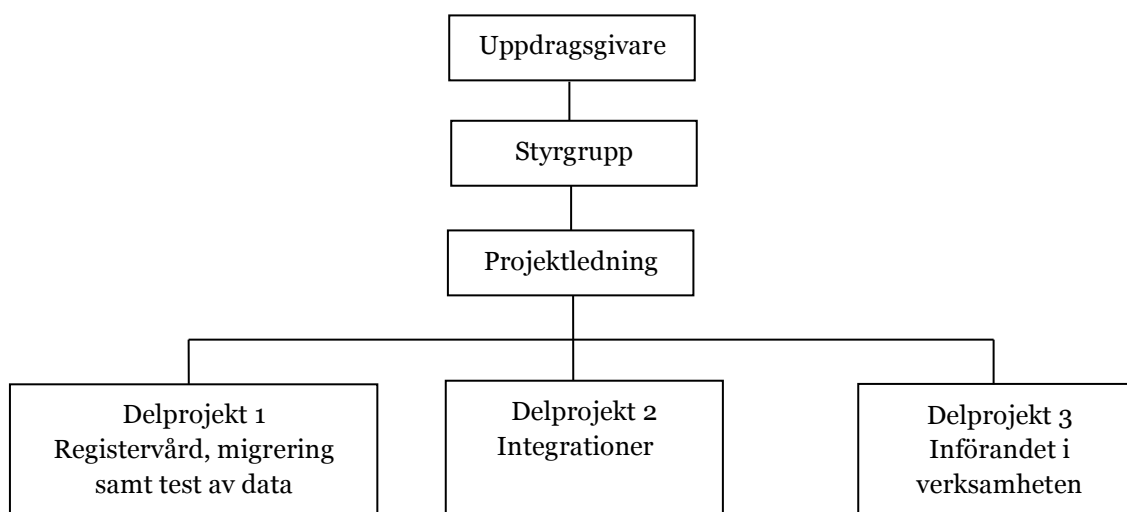 Uppdragsgivare
Styrgrupp
Projektledning
Delprojekt 1
Registervård, migrering
samt test av data
Delprojekt 2
Integrationer
Delprojekt 3
Införandet i
verksamheten